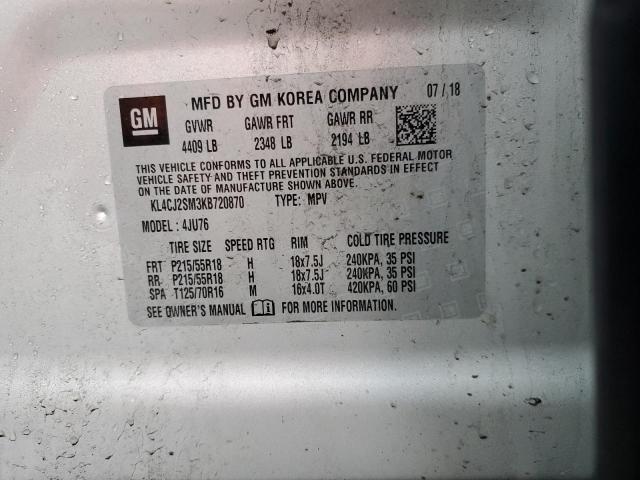 GM
MFD BY GM KOREA COMPANY 07 / 18
GVWR GAWR FRT GAWR RR
4409 LB 2348 LB 2194 LB
THIS VEHICLE CONFORMS TO ALL APPLICABLE U.S. FEDERAL MOTOR
VEHICLE SAFETY AND THEFT PREVENTION STANDARDS IN EFFECT
ON THE DATE OF MANUFACTURE SHOWN ABOVE.
KL4CJ2SM3KB720870 TYPE: MPV
MODEL : 4JU76
TIRE SIZE SPEED RTG RIM COLD TIRE PRESSURE
FRT P215/55R18 H 18x7.5J 240KPA, 35 PSI
RR P215/55R18 H 18x7.5J 240KPA, 35 PSI
SPA T125/70R16 M 16x4.0T 420KPA, 60 PSI
SEE OWNER'S MANUAL FOR MORE INFORMATION.